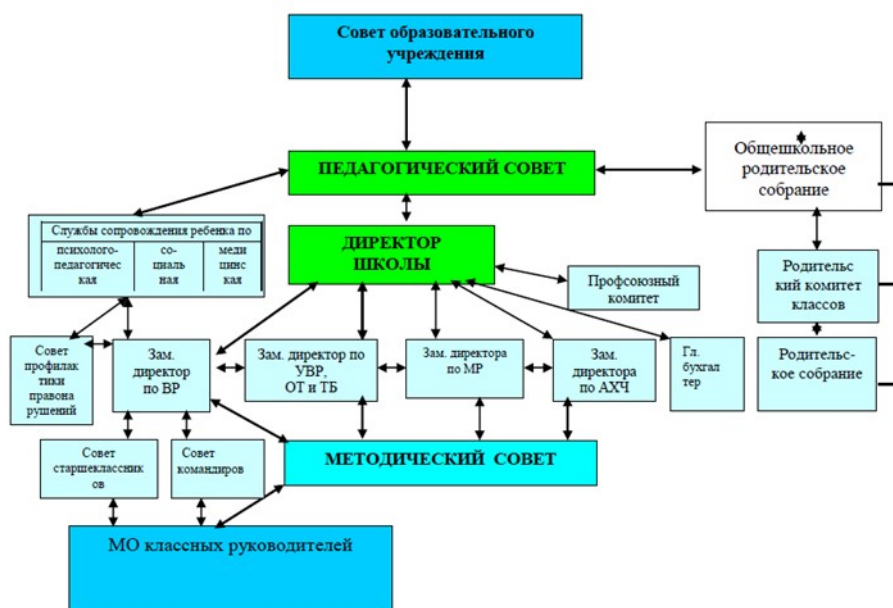 Совет образовательного
учреждения
ПЕДАГОГИЧЕСКИЙ СОВЕТ
Общешкольное
родительское
собрание
Службы сопровождения ребенка по
психолого-
педагогичес
кая
со-
циаль
ная
меди
цинс
кая
ДИРЕКТОР
ШКОЛЫ
Профсоюзный
комитет
Родительс
кий комитет
классов
Совет
профилак
тики
правона
рушений
Зам.
директор
по ВР
Зам. директор по
УВР,
ОТ и ТБ
Зам. директора
по МР
Зам.
директора
по АХЧ
Гл.
бухгал
тер
Родительс-
кое собрание
Совет
старшеклассник
ов
Совет
командиров
МЕТОДИЧЕСКИЙ СОВЕТ
МО классных руководителей